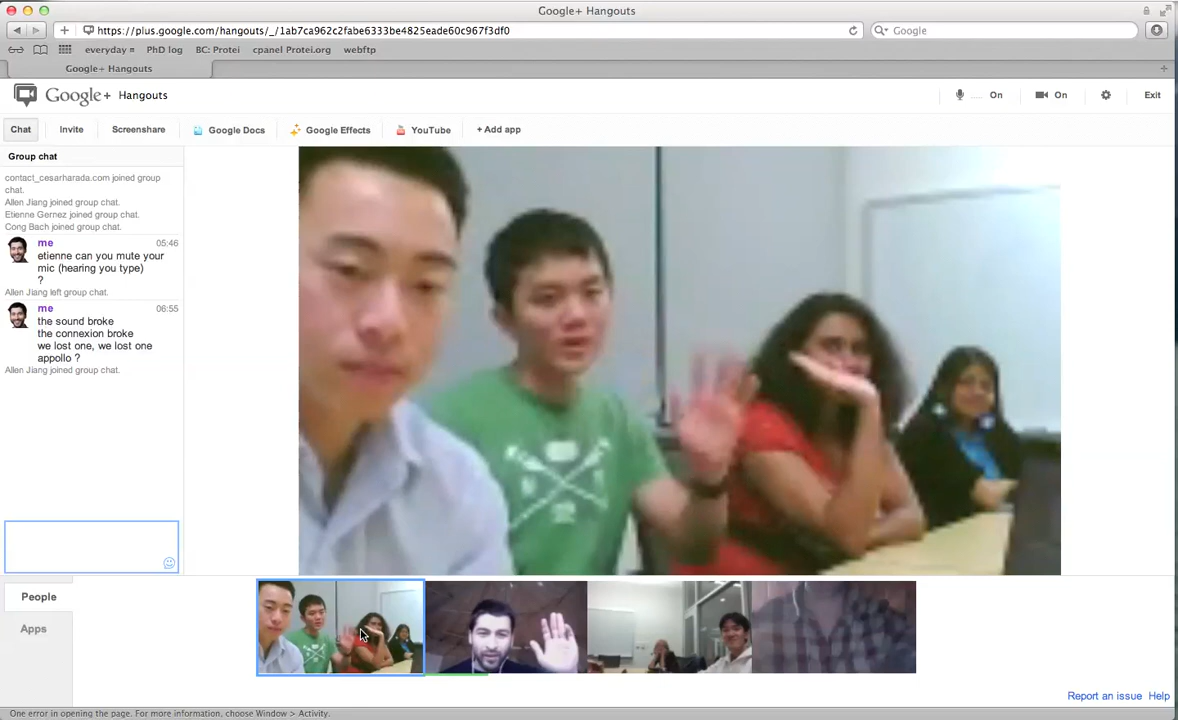 Google+ Hangouts
https://plus.google.com/hangouts/_/1ab7ca962c2fabe6333be4825eade60c967f3df0
Google
everyday PhD log BC: Protei cpanel Protei.org webftp
Google+ Hangouts
Google+ Hangouts
On On Exit
Chat Invite Screenshare Google Docs Google Effects YouTube + Add app
Group chat
contact_cesarharada.com joined group
chat.
Allen Jiang joined group chat.
Etienne Gernez joined group chat.
Cong Bach joined group chat.
me 05:46
etienne can you mute your
mic (hearing you type)
?
Allen Jiang left group chat.
me 06:55
the sound broke
the connexion broke
we lost one, we lost one
appollo ?
Allen Jiang joined group chat.
People
Apps
Report an issue Help
One error in opening the page. For more information, choose Window > Activity.